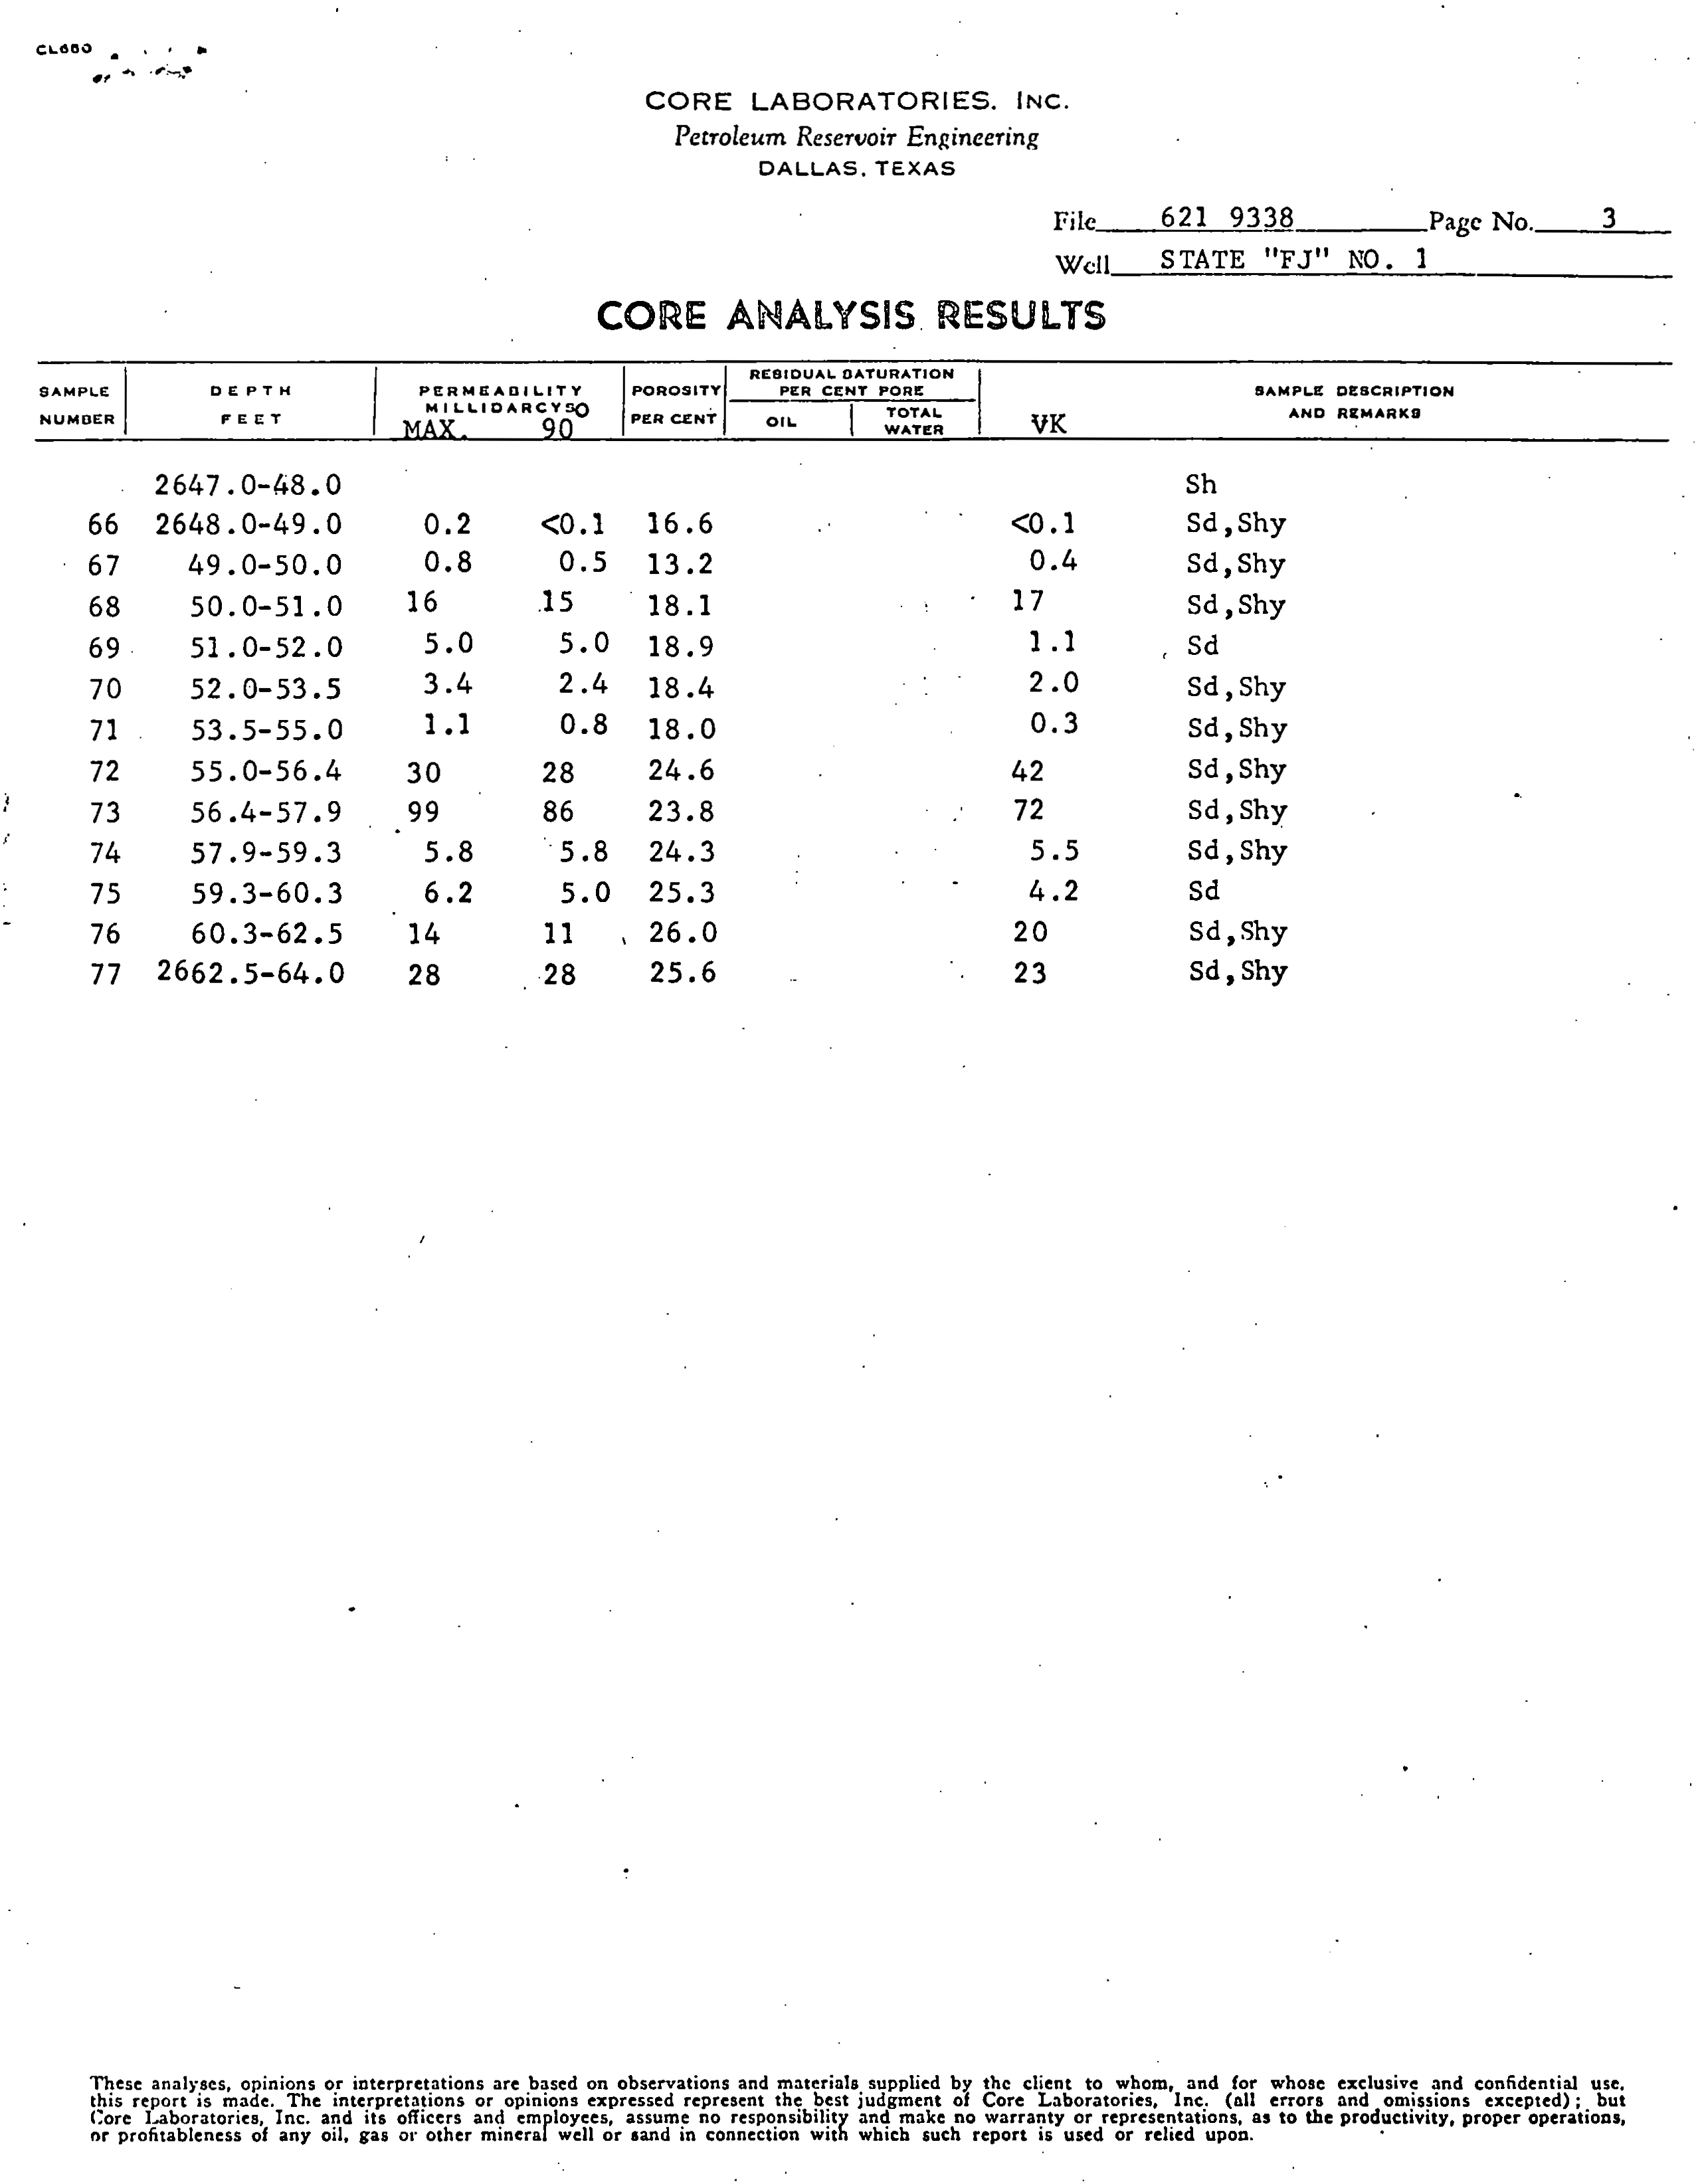 CL660
CORE LABORATORIES, INC.
Petroleum Reservoir Engineering
DALLAS, TEXAS
File 621 9338 Page No. 3
Well STATE "FJ" NO. 1
CORE ANALYSIS RESULTS
SAMPLE NUMBER DEPTH FEET PERMEABILITY MILLIDARCYS MAX. 90° POROSITY PER CENT RESIDUAL SATURATION PER CENT PORE OIL TOTAL WATER VK SAMPLE DESCRIPTION AND REMARKS
2647.0-48.0 Sh
66 2648.0-49.0 0.2 <0.1 16.6 <0.1 Sd,Shy
67 49.0-50.0 0.8 0.5 13.2 0.4 Sd,Shy
68 50.0-51.0 16 15 18.1 17 Sd,Shy
69 51.0-52.0 5.0 5.0 18.9 1.1 Sd
70 52.0-53.5 3.4 2.4 18.4 2.0 Sd,Shy
71 53.5-55.0 1.1 0.8 18.0 0.3 Sd,Shy
72 55.0-56.4 30 28 24.6 42 Sd,Shy
73 56.4-57.9 99 86 23.8 72 Sd,Shy
74 57.9-59.3 5.8 5.8 24.3 5.5 Sd,Shy
75 59.3-60.3 6.2 5.0 25.3 4.2 Sd
76 60.3-62.5 14 11 26.0 20 Sd,Shy
77 2662.5-64.0 28 28 25.6 23 Sd,Shy
These analyses, opinions or interpretations are based on observations and materials supplied by the client to whom, and for whose exclusive and confidential use,
this report is made. The interpretations or opinions expressed represent the best judgment of Core Laboratories, Inc. (all errors and omissions excepted); but
Core Laboratories, Inc. and its officers and employees, assume no responsibility and make no warranty or representations, as to the productivity, proper operations,
or profitableness of any oil, gas or other mineral well or sand in connection with which such report is used or relied upon.